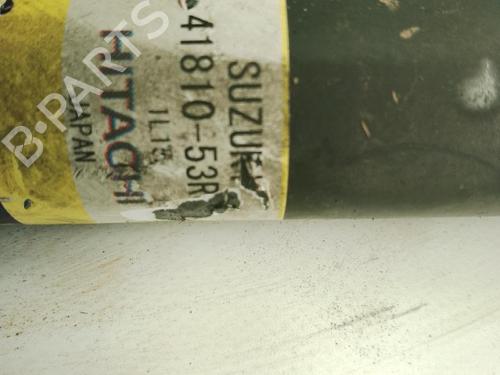 SUZUKI
41810-53R
HITACHI
JAPAN
B-PARTS